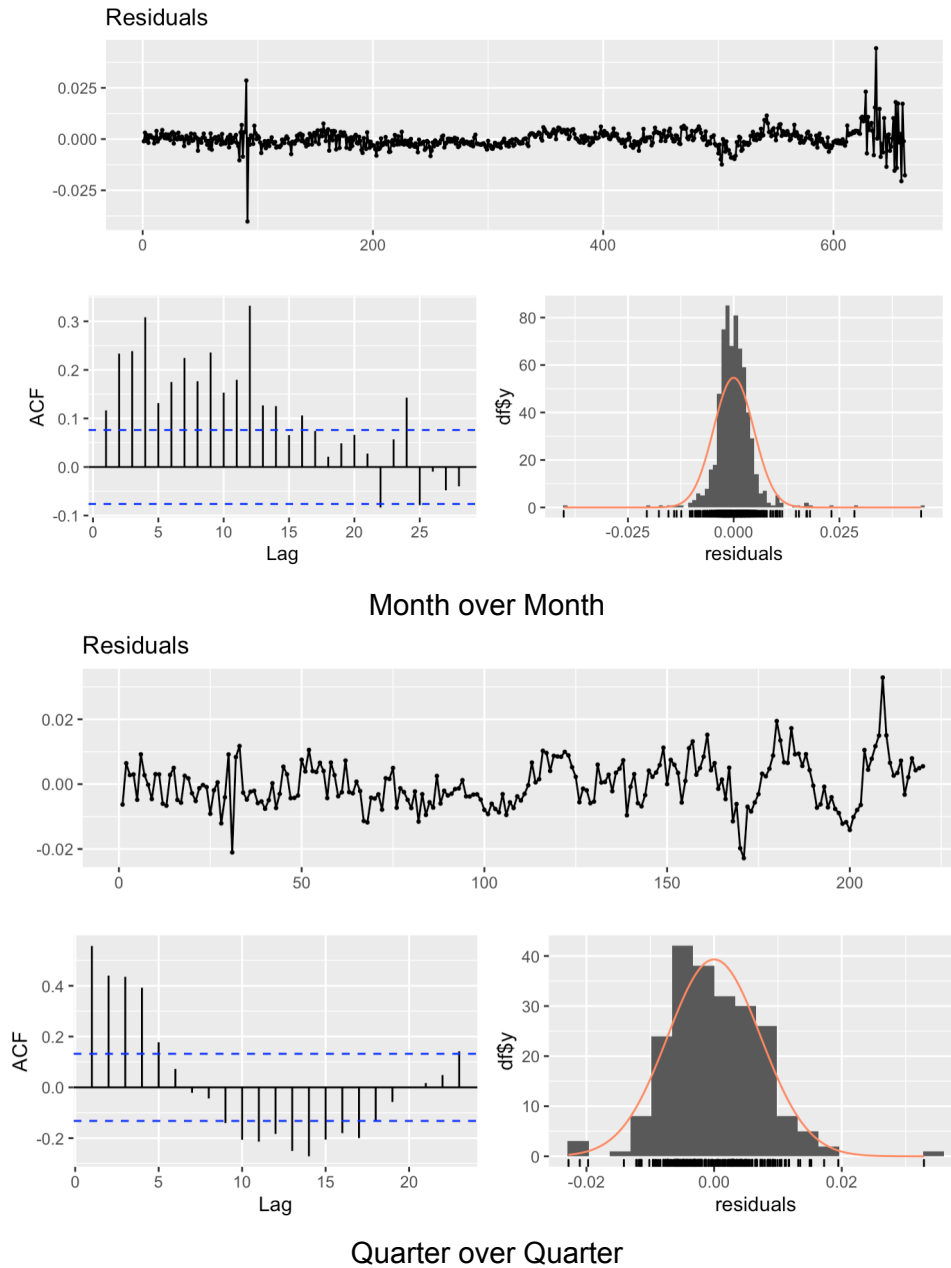 Residuals
0.025
0.000
-0.025
0 200 400 600
0.3
0.2
0.1
0.0
-0.1
ACF
0 5 10 15 20 25
Lag
80
60
40
20
0
df$y
-0.025 0.000 0.025
residuals
Month over Month
Residuals
0.02
0.00
-0.02
0 50 100 150 200
0.4
0.2
0.0
-0.2
ACF
0 5 10 15 20
Lag
40
30
20
10
0
df$y
-0.02 0.00 0.02
residuals
Quarter over Quarter